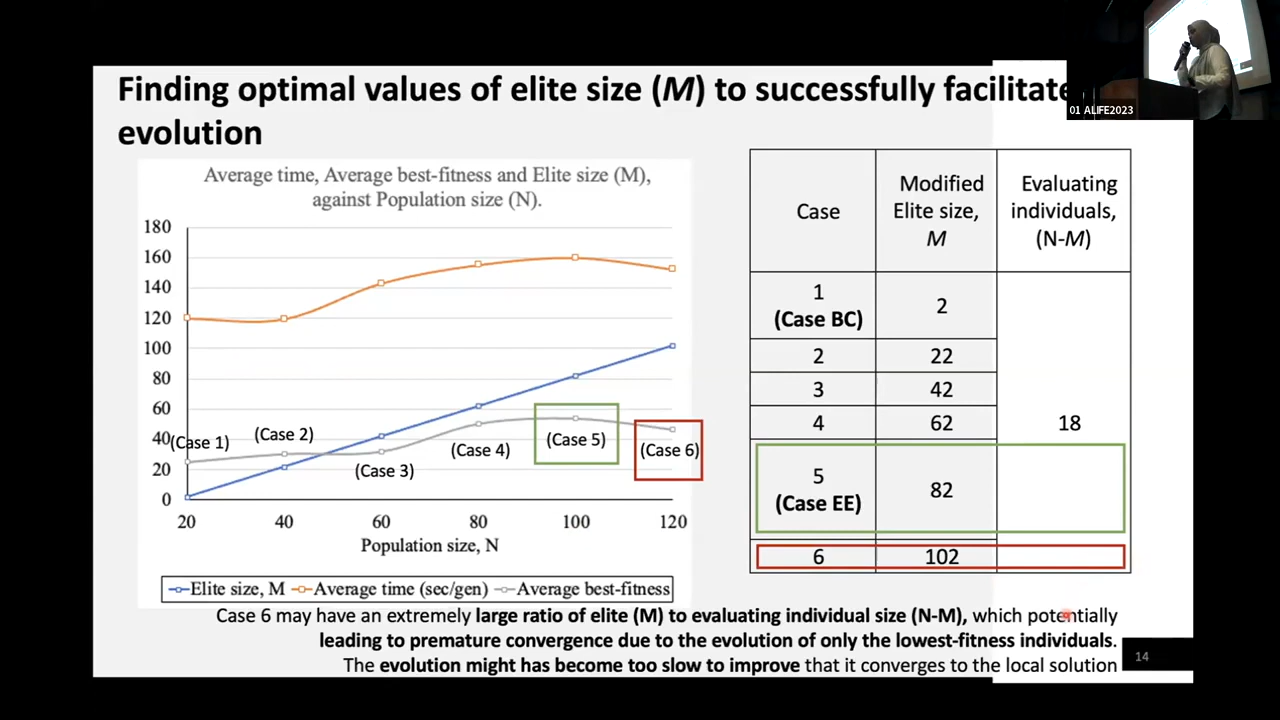 Finding optimal values of elite size (M) to successfully facilitate
evolution
01 ALIFE2023
Average time, Average best-fitness and Elite size (M),
against Population size (N).
180
160
140
120
100
80
60
40
20
0
(Case 1)
(Case 2)
(Case 3)
(Case 4)
(Case 5)
(Case 6)
20 40 60 80 100 120
Population size, N
Elite size, M Average time (sec/gen) Average best-fitness
Case
Modified
Elite size,
M
Evaluating
individuals,
(N-M)
1
(Case BC)
2
2 22
3 42
4 62
18
5
(Case EE)
82
6 102
Case 6 may have an extremely large ratio of elite (M) to evaluating individual size (N-M), which potentially
leading to premature convergence due to the evolution of only the lowest-fitness individuals.
The evolution might has become too slow to improve that it converges to the local solution
14